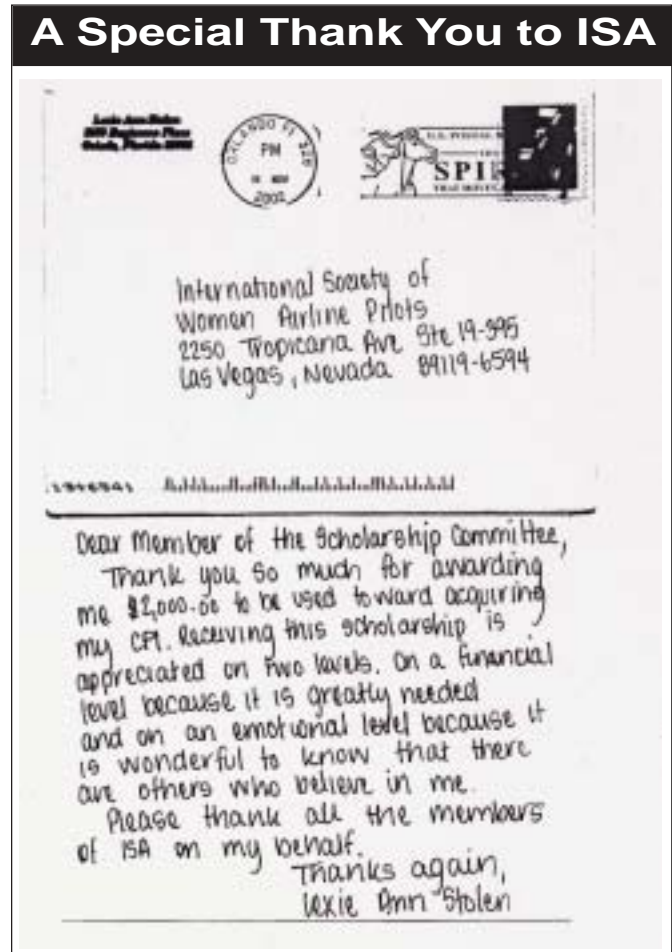 A Special Thank You to ISA
ORLANDO FL 328
PM
NOV
U.S. POSTAL
SPI
International Society of
Women Airline Pilots
2250 Tropicana Ave Ste 19-395
Las Vegas, Nevada 89119-6594
Dear Member of the Scholarship Committee,
Thank you so much for awarding
me $2,000.00 to be used toward acquiring
my CFI. Receiving this scholarship is
appreciated on two levels. On a financial
level because it is greatly needed
and on an emotional level because it
is wonderful to know that there
are others who believe in me.
Please thank all the members
of ISA on my behalf.
Thanks again,
Lexie Ann Stolen